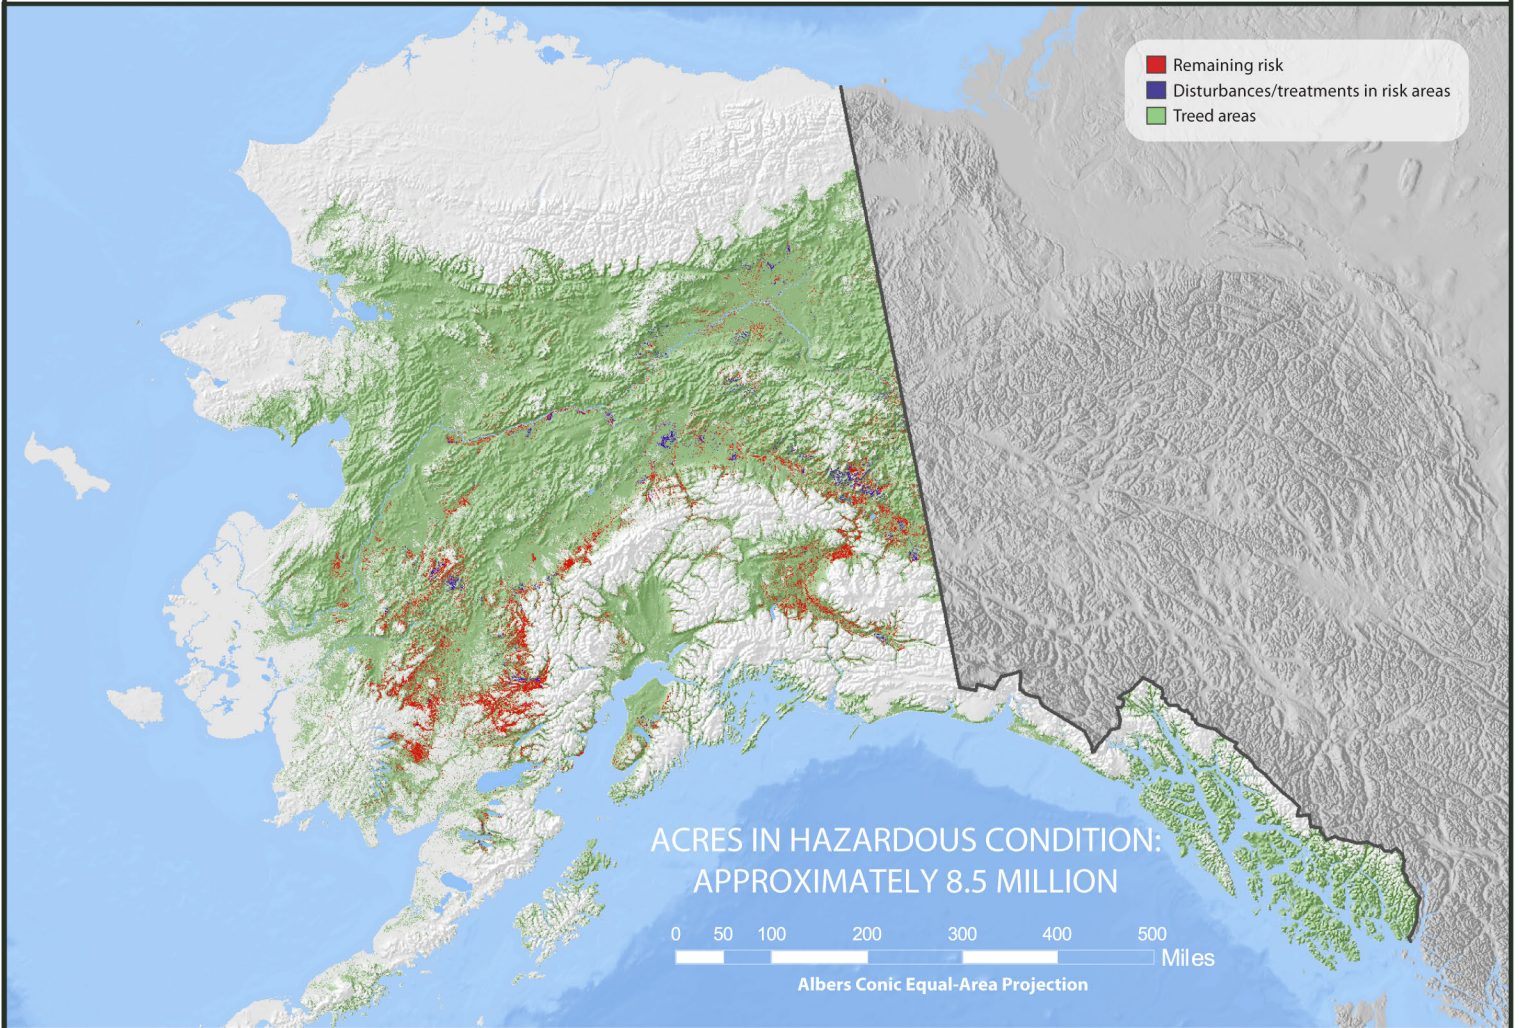 Remaining risk
Disturbances/treatments in risk areas
Treed areas
ACRES IN HAZARDOUS CONDITION:
APPROXIMATELY 8.5 MILLION
0 50 100 200 300 400 500
Miles
Albers Conic Equal-Area Projection